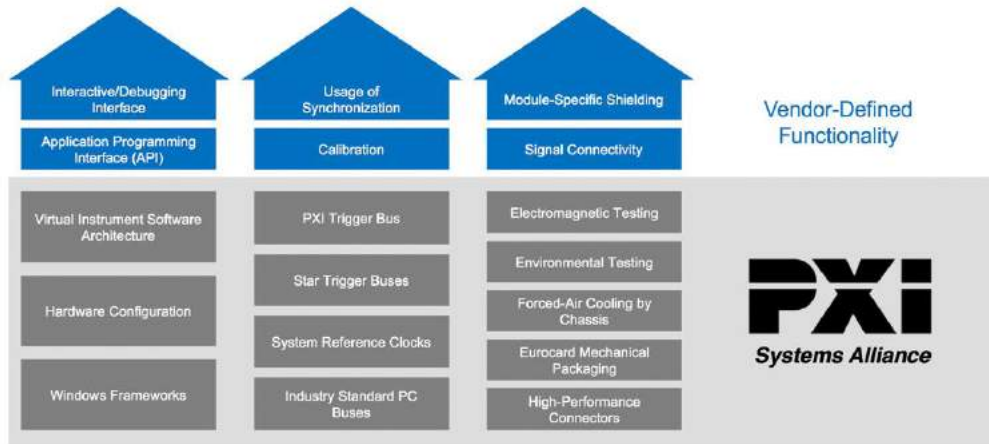 Interactive/Debugging
Interface
Application Programming
Interface (API)
Virtual Instrument Software
Architecture
Hardware Configuration
Windows Frameworks
Usage of
Synchronization
Calibration
PXI Trigger Bus
Star Trigger Buses
System Reference Clocks
Industry Standard PC
Buses
Module-Specific Shielding
Signal Connectivity
Electromagnetic Testing
Environmental Testing
Forced-Air Cooling by
Chassis
Eurocard Mechanical
Packaging
High-Performance
Connectors
Vendor-Defined
Functionality
PXI
Systems Alliance